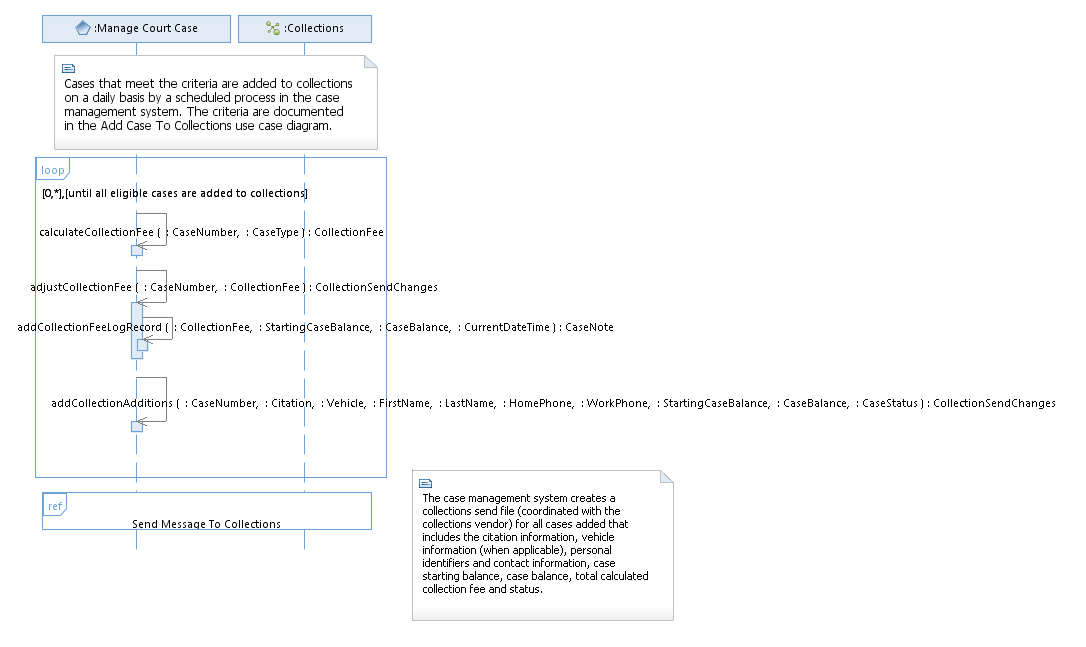 :Manage Court Case
:Collections
Cases that meet the criteria are added to collections
on a daily basis by a scheduled process in the case
management system. The criteria are documented
in the Add Case To Collections use case diagram.
loop
[0,*],[until all eligible cases are added to collections]
calculateCollectionFee ( : CaseNumber, : CaseType ) : CollectionFee
adjustCollectionFee ( : CaseNumber, : CollectionFee ) : CollectionSendChanges
addCollectionFeeLogRecord ( : CollectionFee, : StartingCaseBalance, : CaseBalance, : CurrentDateTime ) : CaseNote
addCollectionAdditions ( : CaseNumber, : Citation, : Vehicle, : FirstName, : LastName, : HomePhone, : WorkPhone, : StartingCaseBalance, : CaseBalance, : CaseStatus ) : CollectionSendChanges
ref
Send Message To Collections
The case management system creates a
collections send file (coordinated with the
collections vendor) for all cases added that
includes the citation information, vehicle
information (when applicable), personal
identifiers and contact information, case
starting balance, case balance, total calculated
collection fee and status.